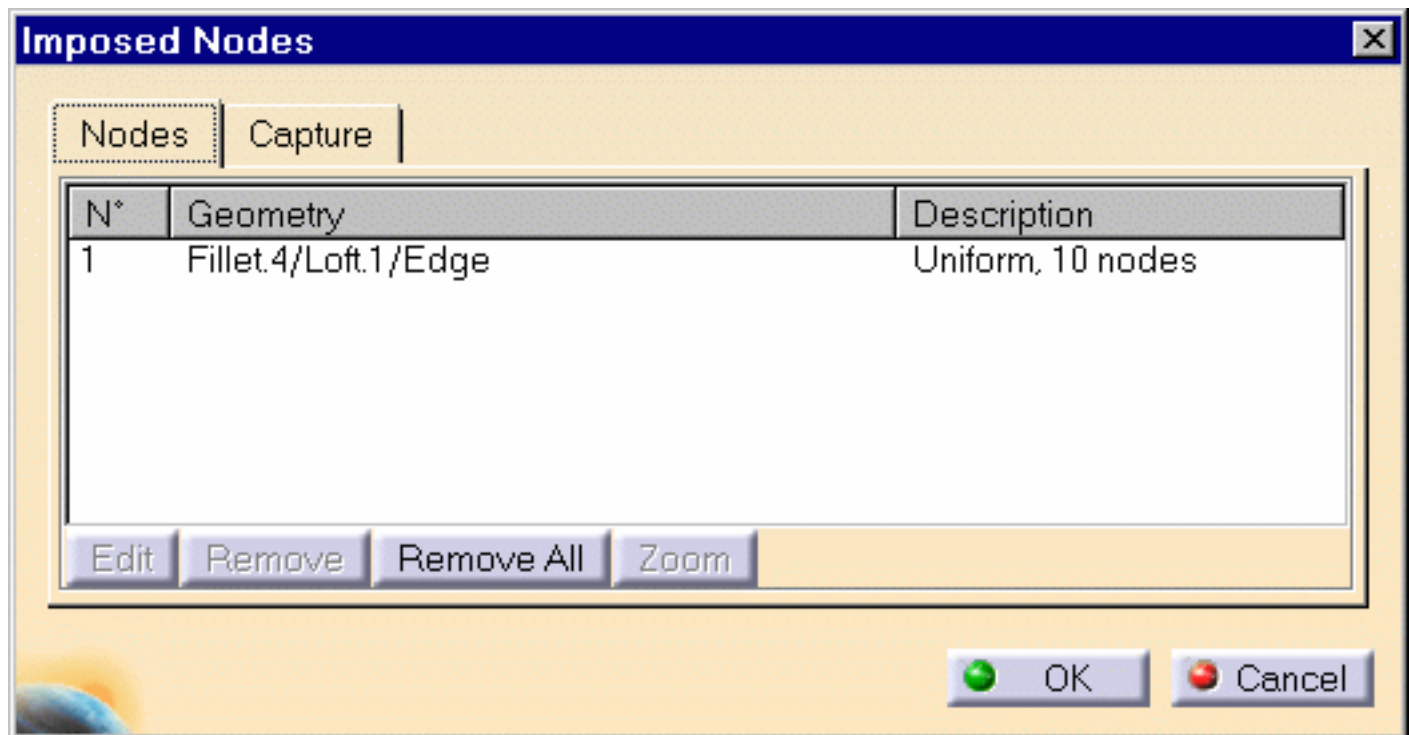 Imposed Nodes
Nodes Capture
N° Geometry Description
1 Fillet.4/Loft.1/Edge Uniform, 10 nodes
Edit Remove Remove All Zoom
OK Cancel